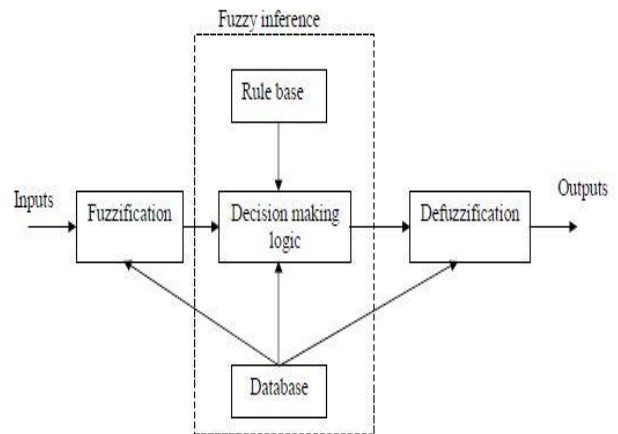 Fuzzy inference
Rule base
Inputs
Fuzzification
Decision making
logic
Defuzzification
Outputs
Database